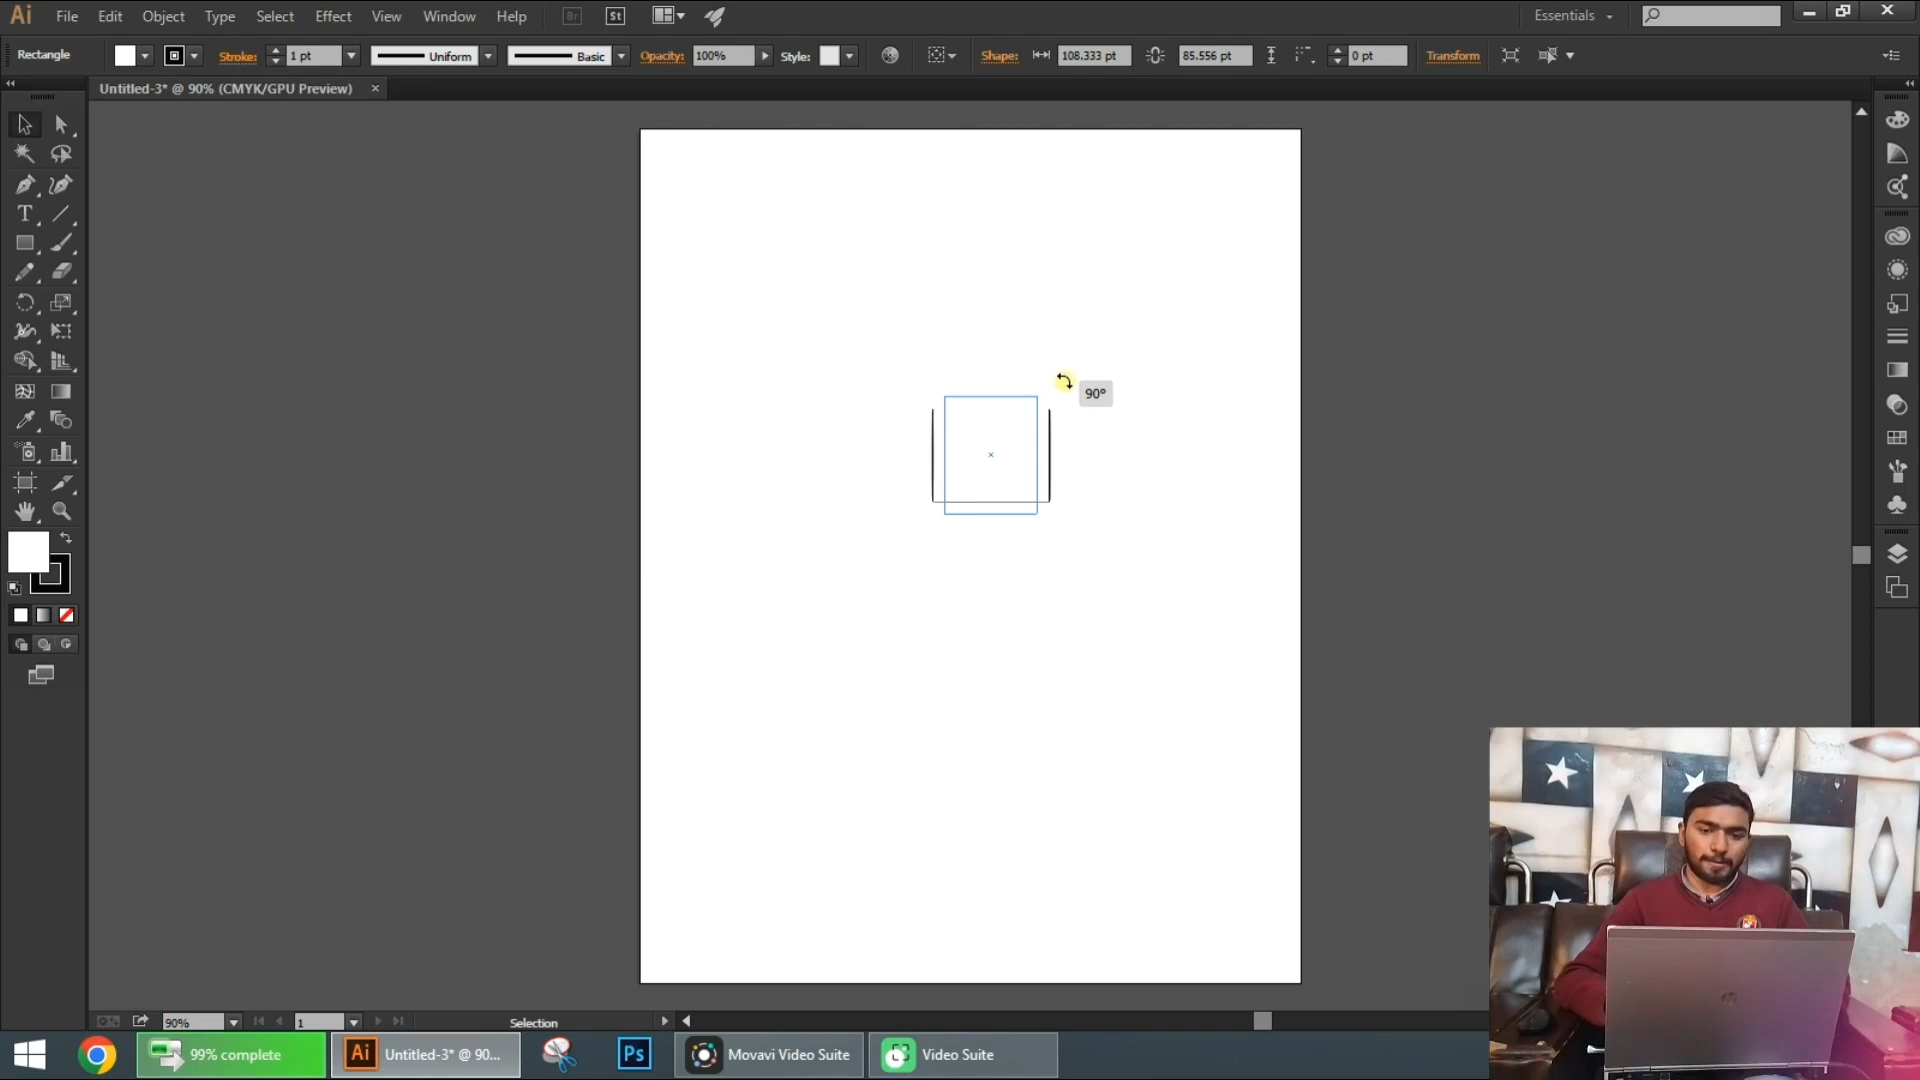 Ai File Edit Object Type Select Effect View Window Help Br St Essentials
Rectangle Stroke: 1 pt Uniform Basic Opacity: 100% Style: Shape: 108.333 pt 85.556 pt 0 pt Transform
Untitled-3* @ 90% (CMYK/GPU Preview) ×
T
90°
90% 1 Selection
99% complete Ai Untitled-3* @ 90... Ps Movavi Video Suite Video Suite